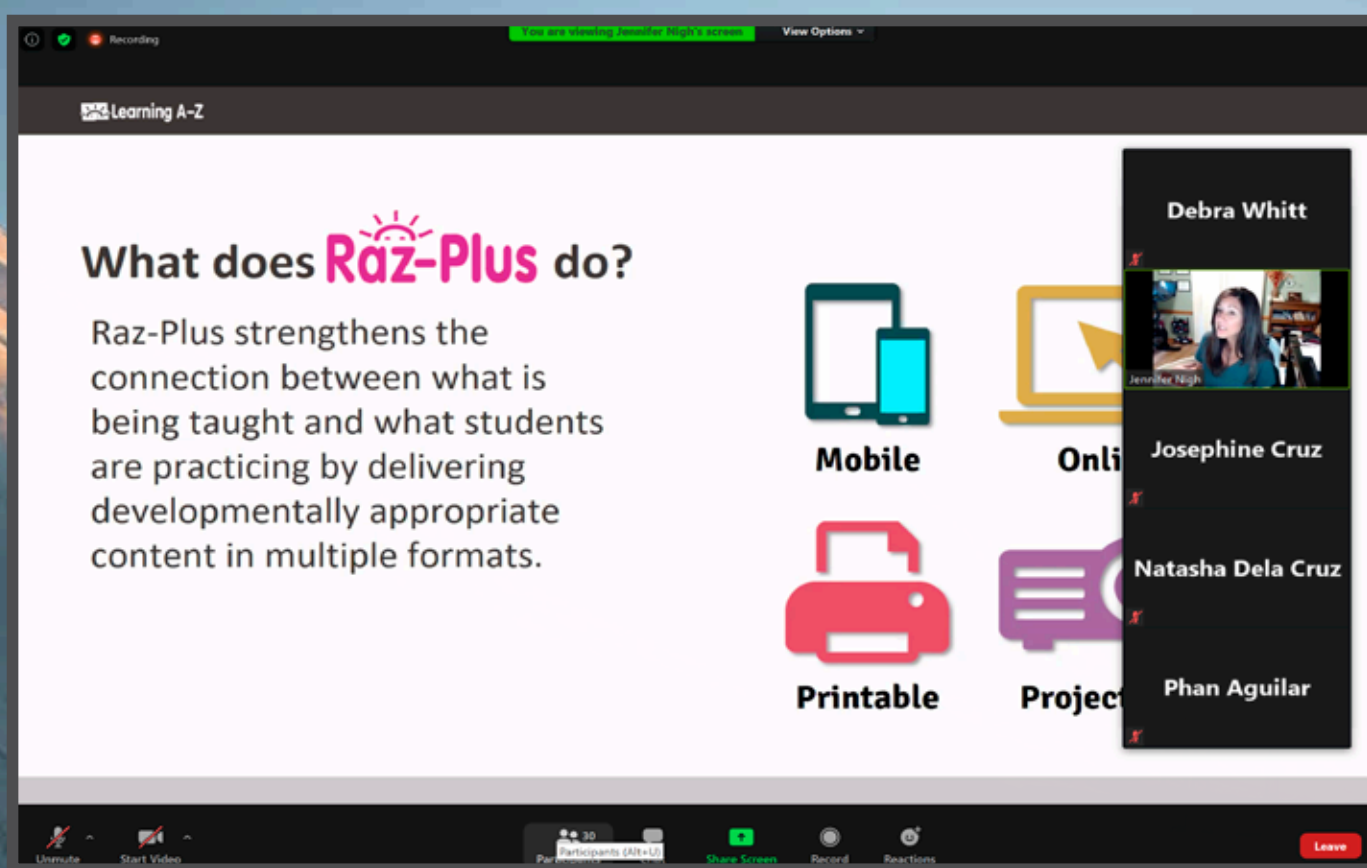 Recording
You are viewing Jennifer Nigh's screen
View Options
Learning A-Z
What does Raz-Plus do?
Raz-Plus strengthens the
connection between what is
being taught and what students
are practicing by delivering
developmentally appropriate
content in multiple formats.
Mobile
Onli
Printable
Project
Debra Whitt
Jennifer Nigh
Josephine Cruz
Natasha Dela Cruz
Phan Aguilar
Unmute
Start Video
30
Participants (Alt+U)
Share Screen
Record
Reactions
Leave